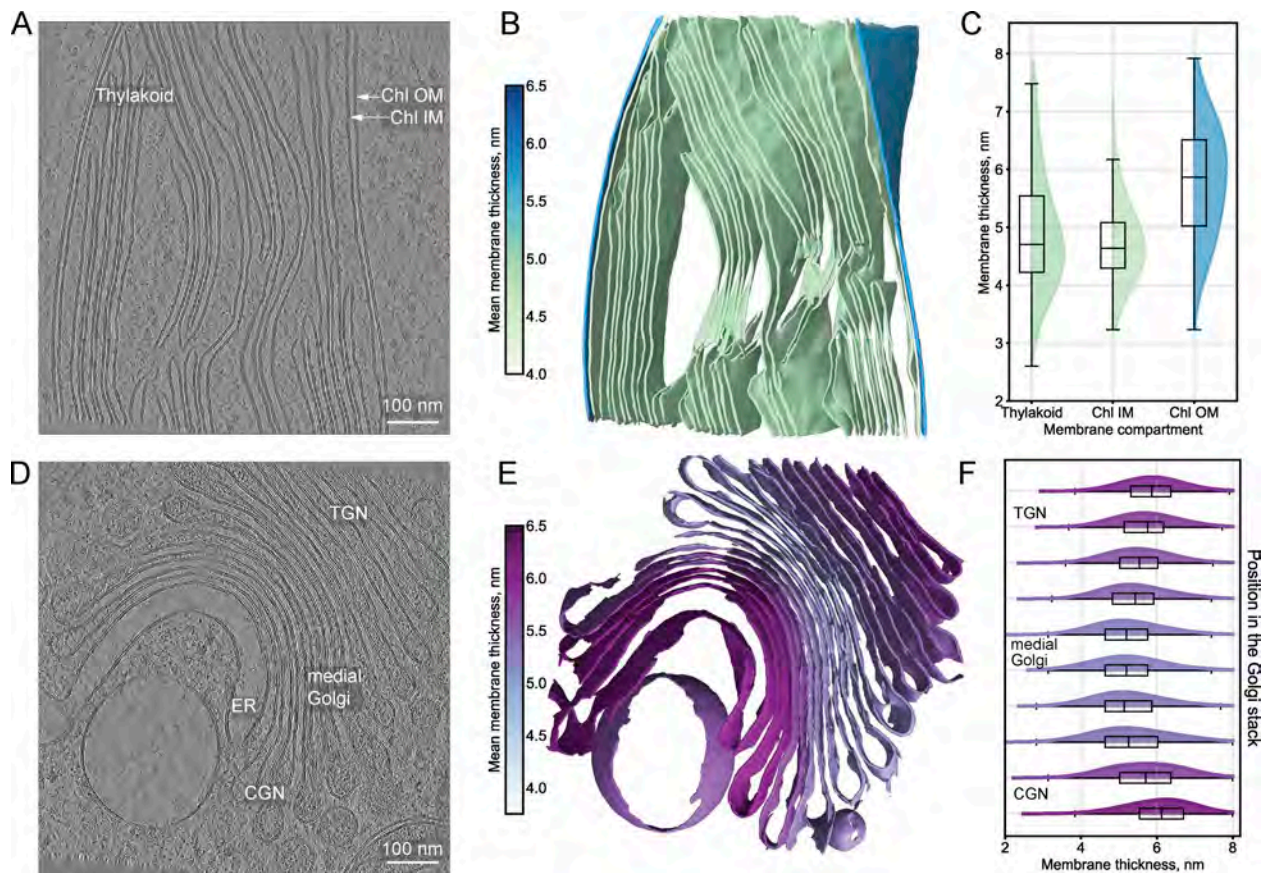 A
Thylakoid
Chl OM
Chl IM
100 nm
B
Mean membrane thickness, nm
6.5
6.0
5.5
5.0
4.5
4.0
C
Membrane thickness, nm
8
7
6
5
4
3
2
Thylakoid Chl IM Chl OM
Membrane compartment
D
TGN
medial
Golgi
ER
CGN
100 nm
E
Mean membrane thickness, nm
6.5
6.0
5.5
5.0
4.5
4.0
F
TGN
medial
Golgi
CGN
2 4 6 8
Membrane thickness, nm
Position in the Golgi stack